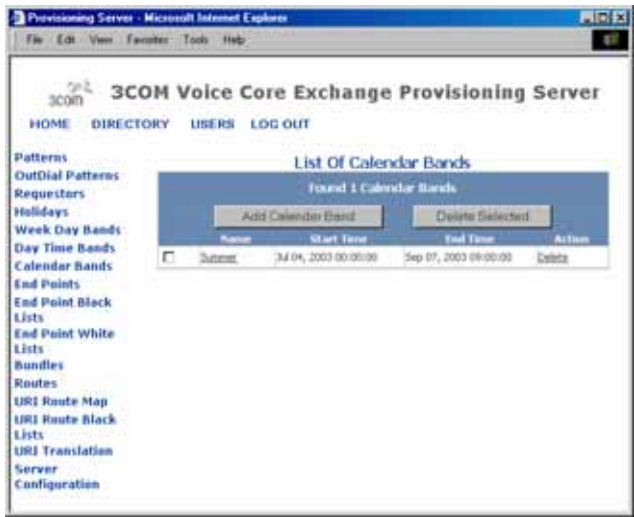 Provisioning Server - Microsoft Internet Explorer
File Edit View Favorites Tools Help
3com
3COM Voice Core Exchange Provisioning Server
HOME DIRECTORY USERS LOG OUT
Patterns
OutDial Patterns
Requestors
Holidays
Week Day Bands
Day Time Bands
Calendar Bands
End Points
End Point Black
Lists
End Point White
Lists
Bundles
Routes
URI Route Map
URI Route Black
Lists
URI Translation
Server
Configuration
List Of Calendar Bands
Found 1 Calendar Bands
Add Calendar Band Delete Selected
Name Start Time End Time Action
Summer Jul 04, 2003 00:00:00 Sep 07, 2003 09:00:00 Delete